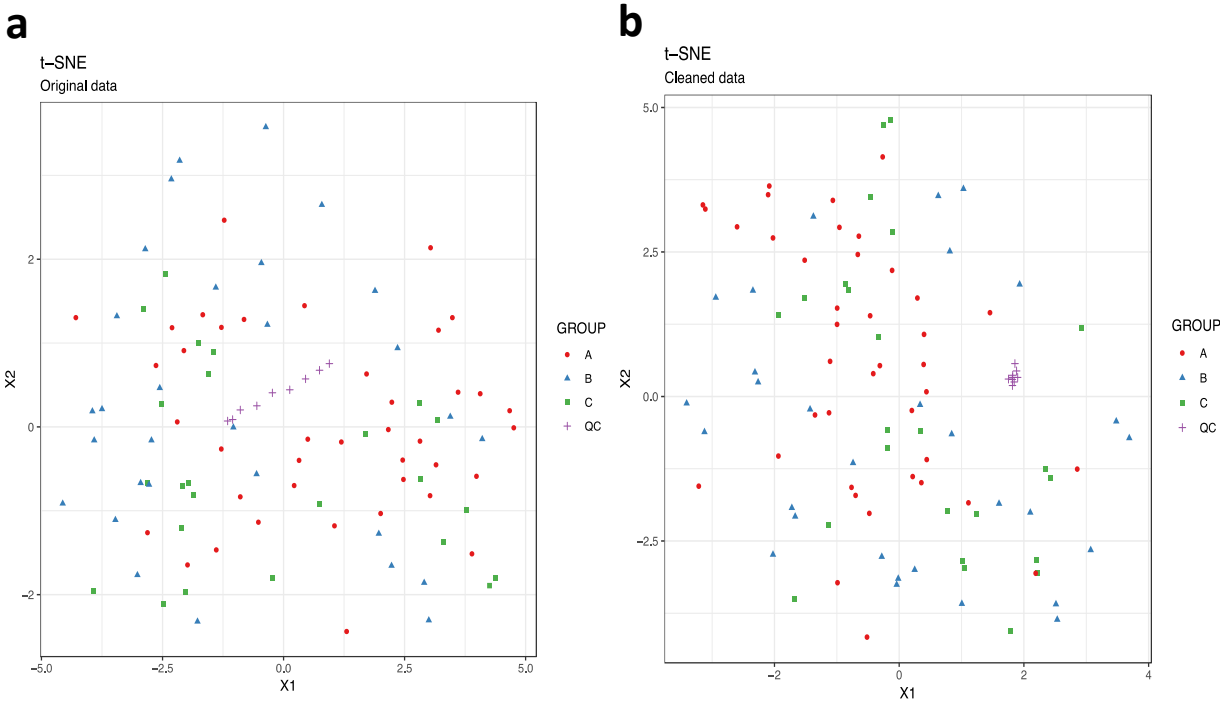 a
t−SNE
Original data
2
0
−2
X2
−5.0
−2.5
0.0
2.5
5.0
X1
GROUP
A
B
C
QC
b
t−SNE
Cleaned data
5.0
2.5
0.0
−2.5
X2
−2
0
2
4
X1
GROUP
A
B
C
QC